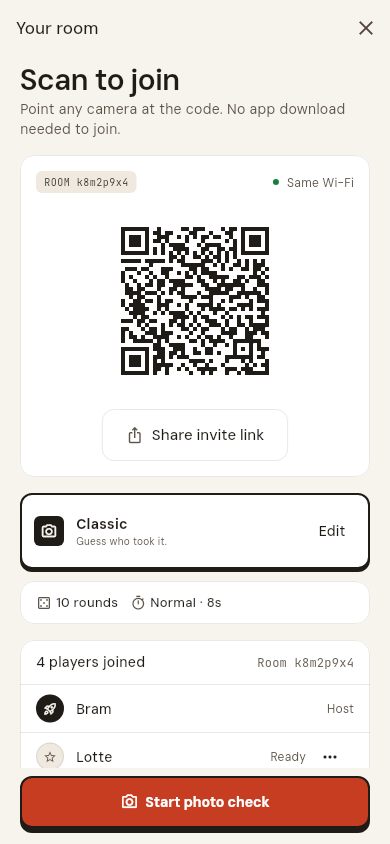 Your room
Scan to join
Point any camera at the code. No app download
needed to join.
ROOM k8m2p9x4
Same Wi-Fi
Share invite link
Classic
Guess who took it.
Edit
10 rounds
Normal · 8s
4 players joined
Room k8m2p9x4
Bram
Host
Lotte
Ready
Start photo check